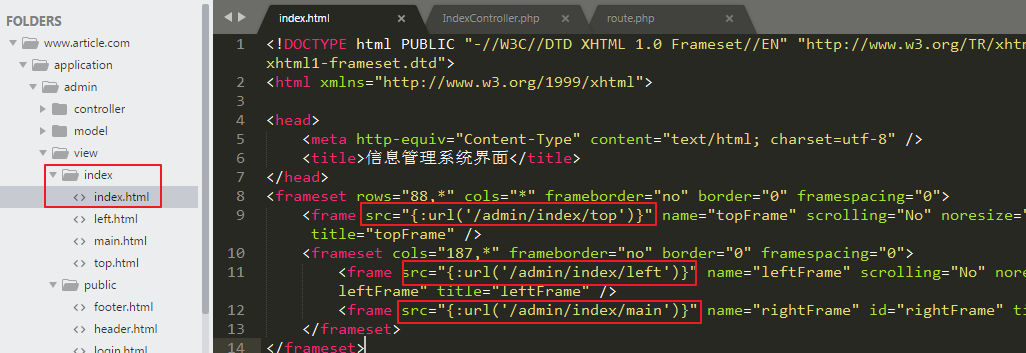 FOLDERS
www.article.com
application
admin
controller
model
view
index
index.html
left.html
main.html
top.html
public
footer.html
header.html
login.html
index.html × IndexController.php × route.php ×
1 <!DOCTYPE html PUBLIC "-//W3C//DTD XHTML 1.0 Frameset//EN" "http://www.w3.org/TR/xh
xhtml1-frameset.dtd">
2 <html xmlns="http://www.w3.org/1999/xhtml">
3
4 <head>
5 <meta http-equiv="Content-Type" content="text/html; charset=utf-8" />
6 <title>信息管理系统界面</title>
7 </head>
8 <frameset rows="88,*" cols="*" frameborder="no" border="0" framespacing="0">
9 <frame src="{:url('/admin/index/top')}" name="topFrame" scrolling="No" noresize="
title="topFrame" />
10 <frameset cols="187,*" frameborder="no" border="0" framespacing="0">
11 <frame src="{:url('/admin/index/left')}" name="leftFrame" scrolling="No" nore
leftFrame" title="leftFrame" />
12 <frame src="{:url('/admin/index/main')}" name="rightFrame" id="rightFrame" ti
13 </frameset>
14 </frameset>